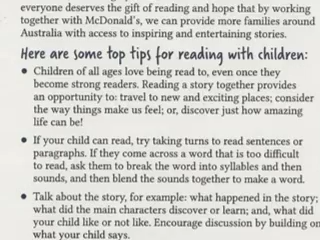 everyone deserves the gift of reading and hope that by working
together with McDonald's, we can provide more families around
Australia with access to inspiring and entertaining stories.
Here are some top tips for reading with children:
● Children of all ages love being read to, even once they
become strong readers. Reading a story together provides
an opportunity to: travel to new and exciting places; consider
the way things make us feel; or, discover just how amazing
life can be!
● If your child can read, try taking turns to read sentences or
paragraphs. If they come across a word that is too difficult
to read, ask them to break the word into syllables and then
sounds, and then blend the sounds together to make a word.
● Talk about the story, for example: what happened in the story;
what did the main characters discover or learn; and, what did
your child like or not like. Encourage discussion by building on
what your child says.